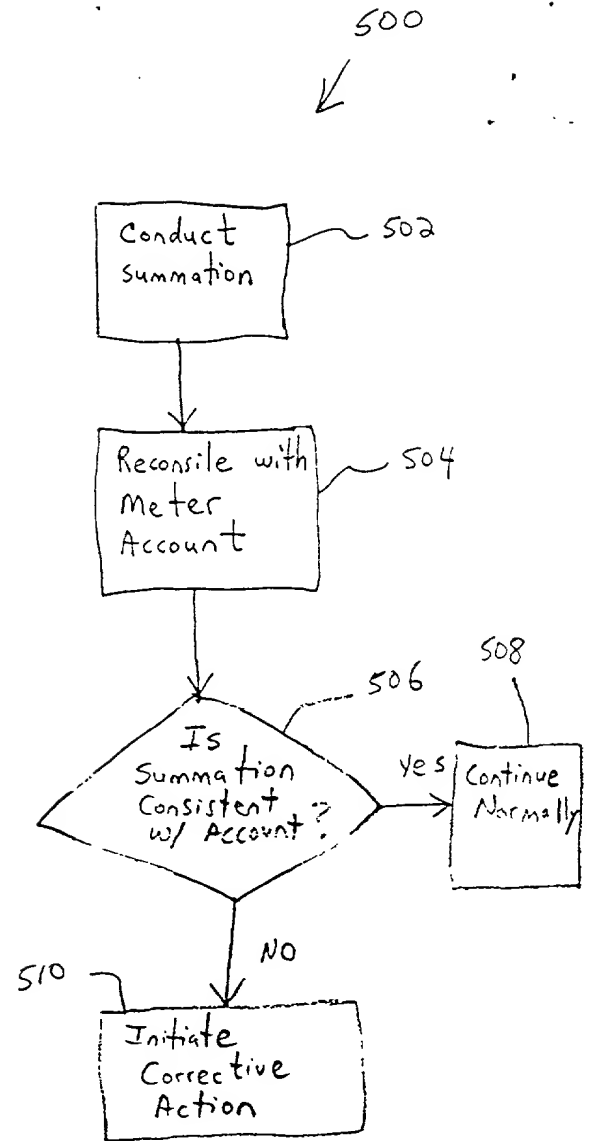 500
Conduct
Summation
502
Reconsile with
Meter
Account
504
506
508
Is
Summation
Consistent
w/ Account?
yes
Continue
Normally
NO
510
Initiate
Corrective
Action